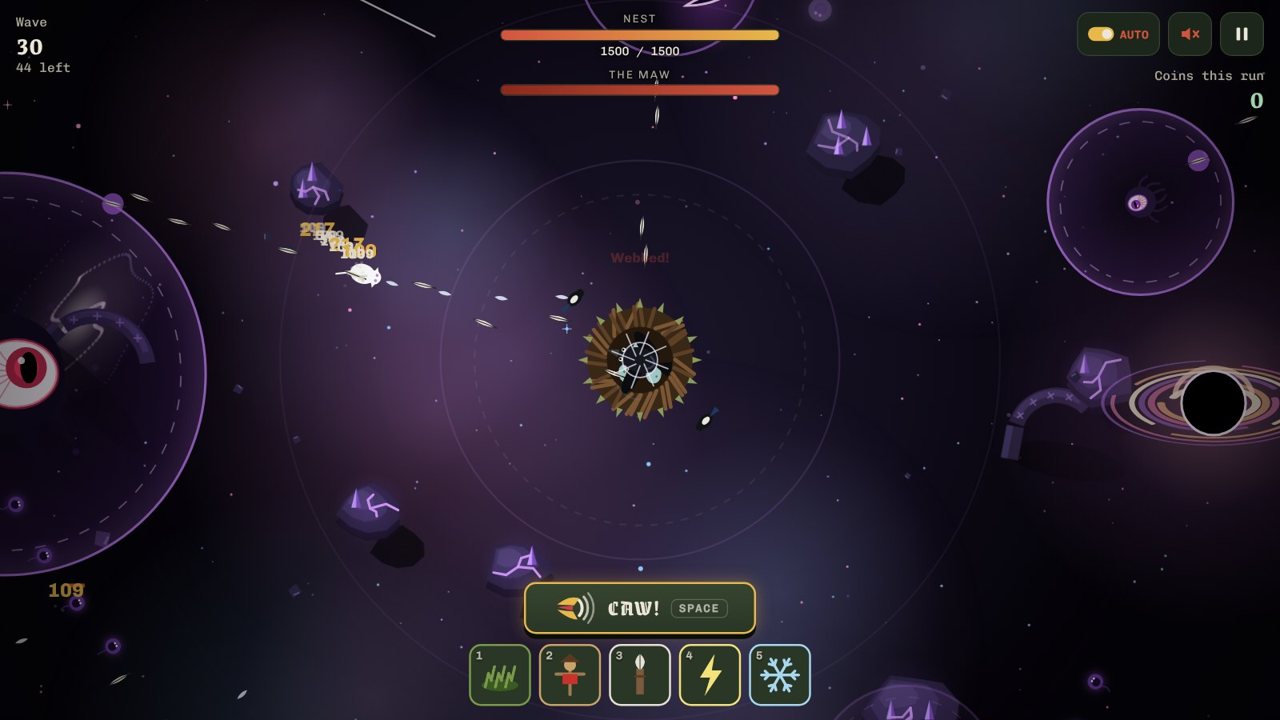 Wave
30
44 left
NEST
1500 / 1500
THE MAW
AUTO
Coins this run
0
Webbed!
109
CAW! SPACE
1 2 3 4 5